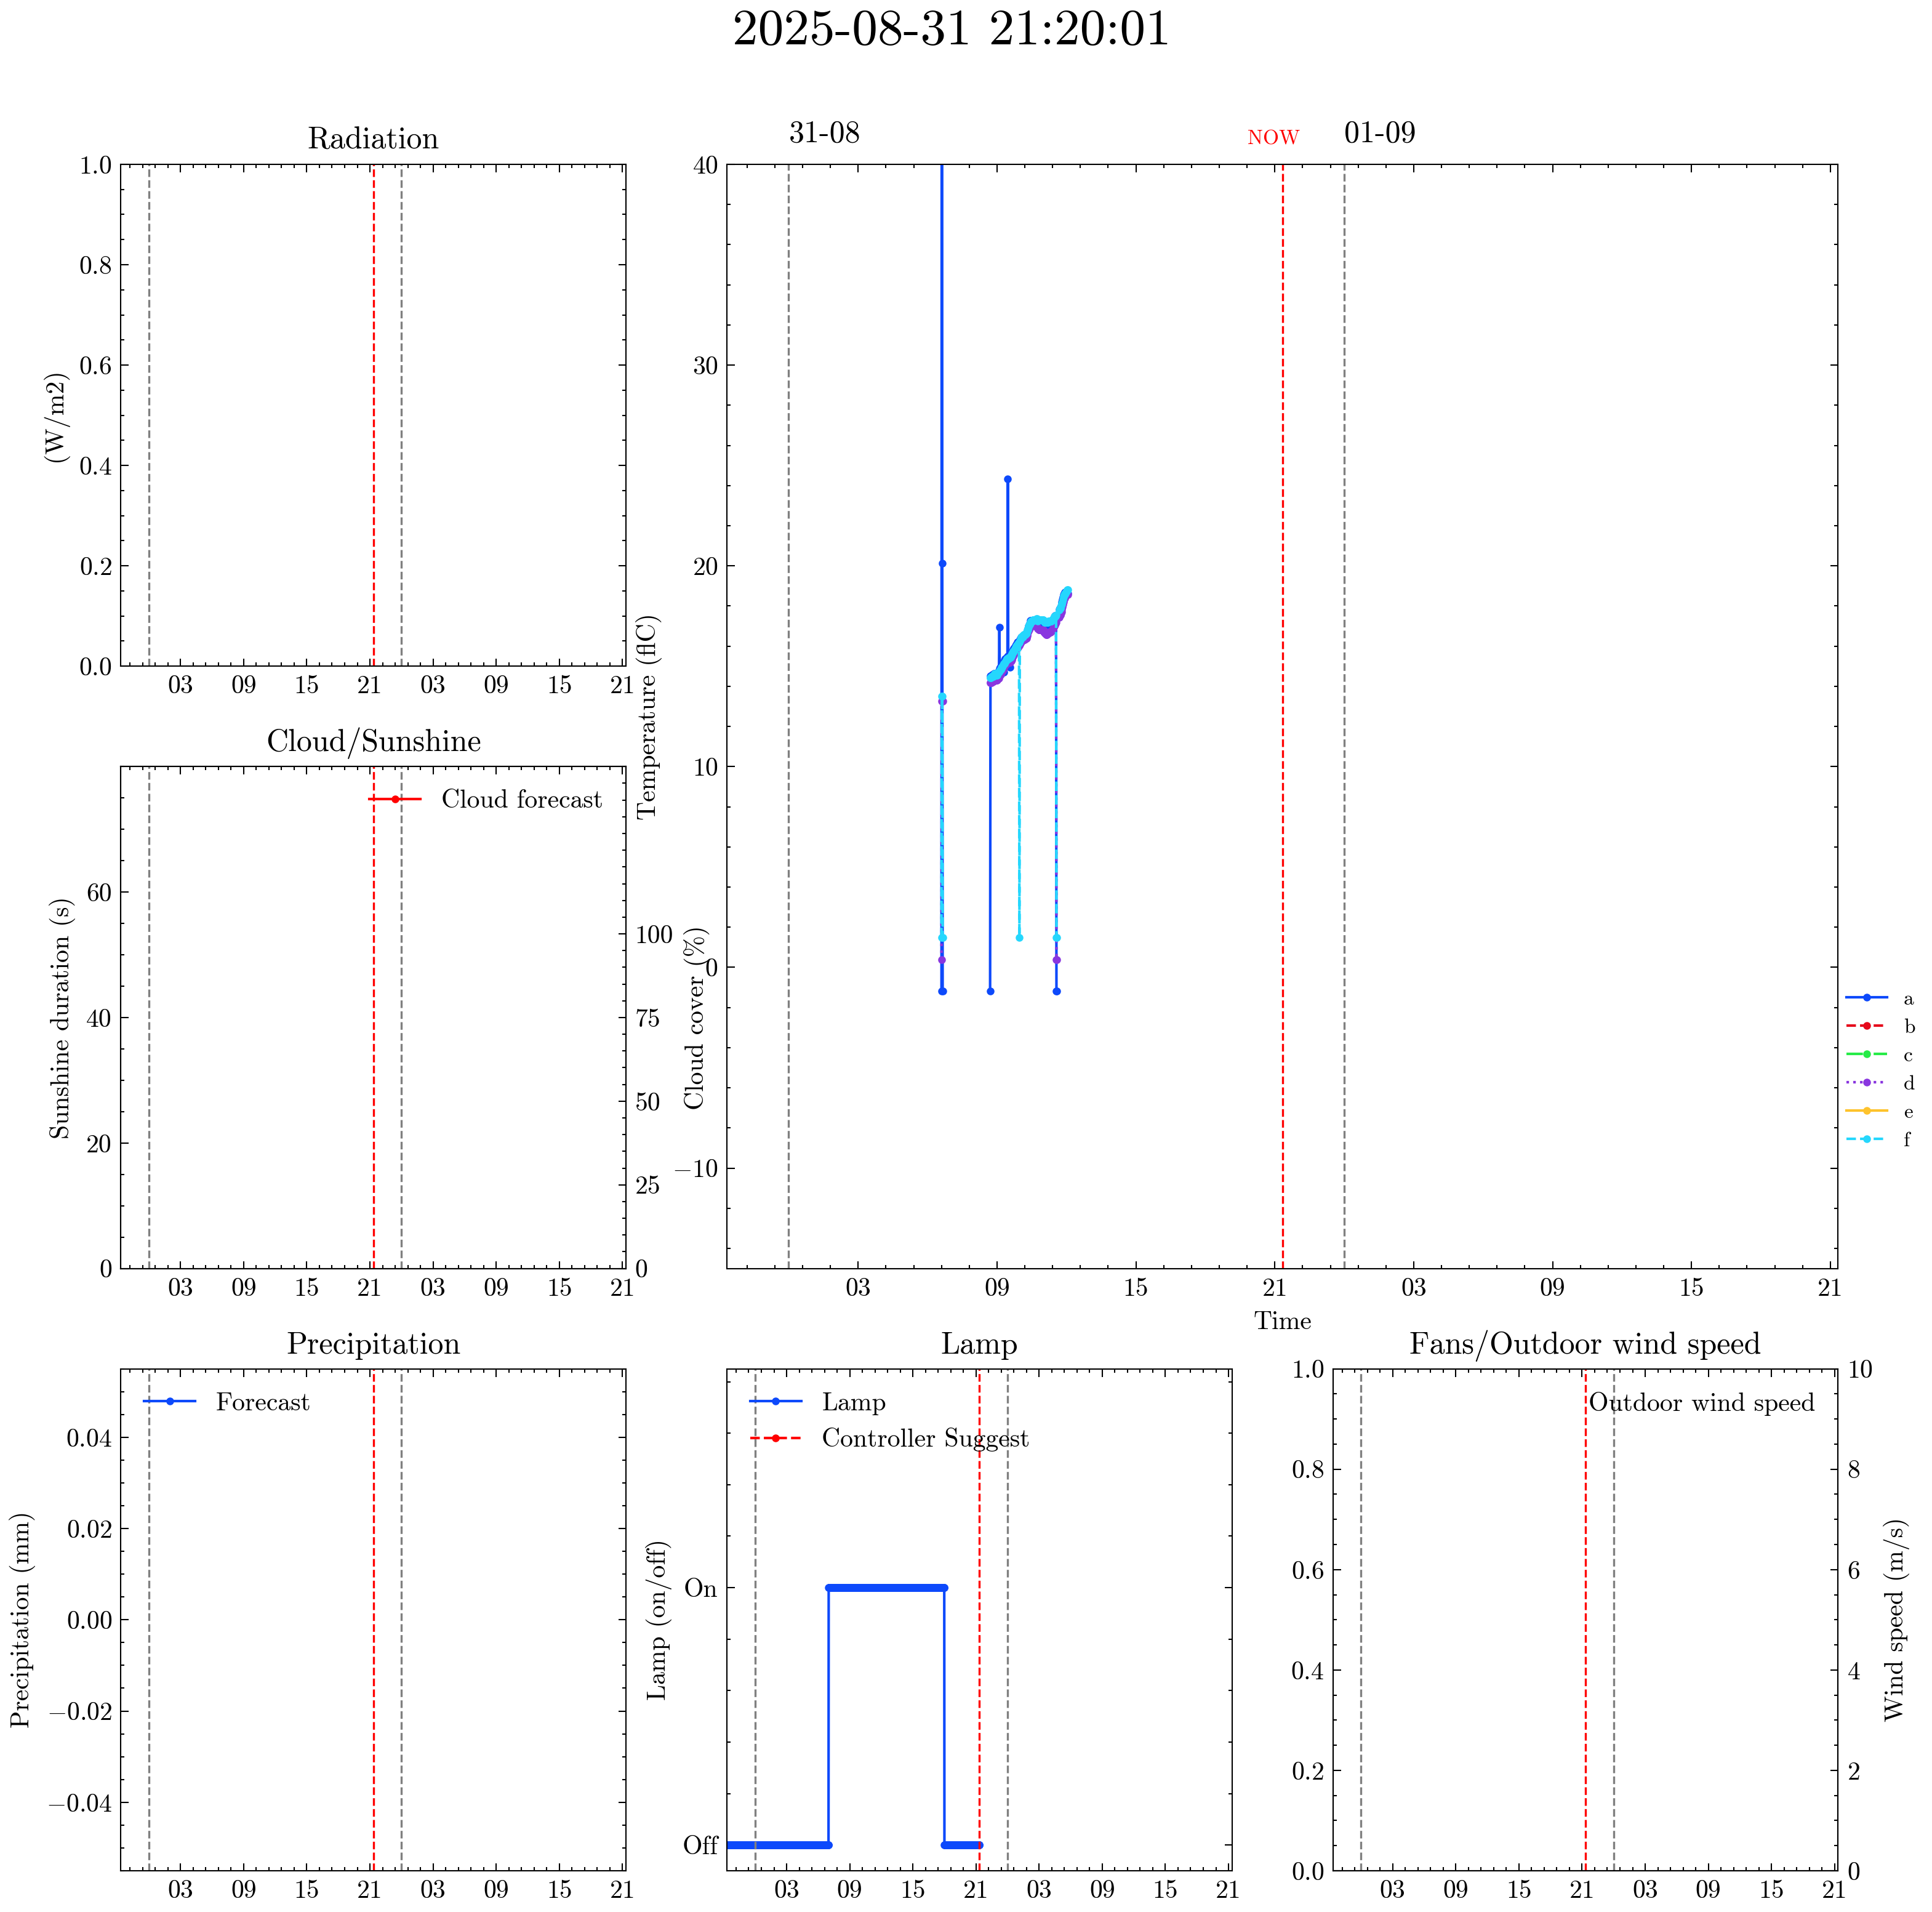 2025-08-31 21:20:01
Radiation
1.0
0.8
0.6
0.4
0.2
0.0
(W/m2)
03 09 15 21 03 09 15 21
31-08 NOW 01-09
40
30
20
10
0
−10
Temperature (flC)
03 09 15 21 03 09 15 21
Time
a
b
c
d
e
f
Cloud/Sunshine
Cloud forecast
60
40
20
0
Sunshine duration (s)
100
75
50
25
0
Cloud cover (%)
03 09 15 21 03 09 15 21
Precipitation
Forecast
0.04
0.02
0.00
−0.02
−0.04
Precipitation (mm)
03 09 15 21 03 09 15 21
Lamp
Lamp
Controller Suggest
On
Off
Lamp (on/off)
03 09 15 21 03 09 15 21
Fans/Outdoor wind speed
Outdoor wind speed
1.0
0.8
0.6
0.4
0.2
0.0
10
8
6
4
2
0
Wind speed (m/s)
03 09 15 21 03 09 15 21